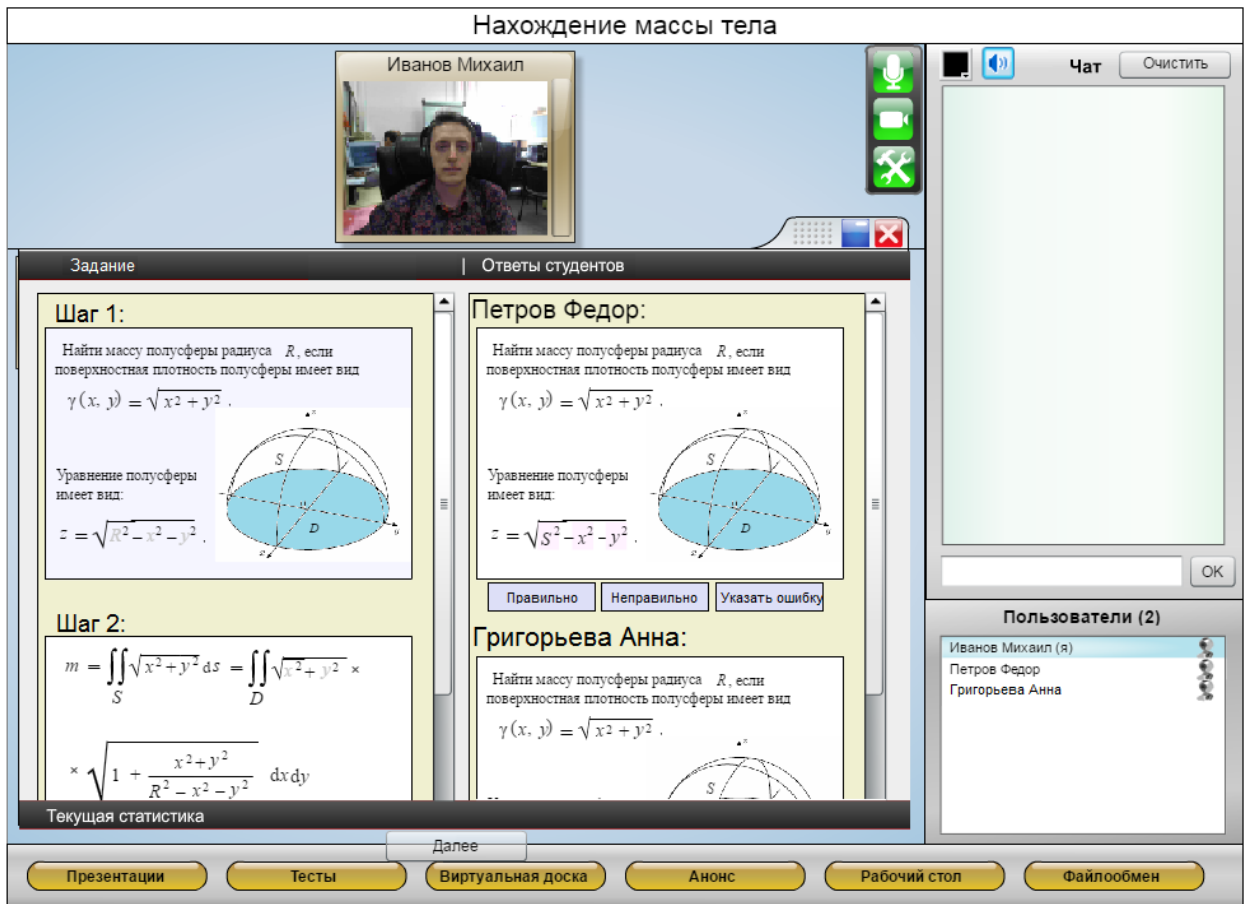 Нахождение массы тела
Иванов Михаил
Чат
Очистить
Задание | Ответы студентов
Шаг 1:
Найти массу полусферы радиуса R, если
поверхностная плотность полусферы имеет вид
γ(x, y) = √x² + y² .
Уравнение полусферы
имеет вид:
z = √R² – x² – y² .
z
S
D
x
y
Шаг 2:
m = ∬√x² + y² ds = ∬√x² + y² ×
S D
× √1 + x²+y² / R² – x² – y² dxdy
Петров Федор:
Найти массу полусферы радиуса R, если
поверхностная плотность полусферы имеет вид
γ(x, y) = √x² + y² .
Уравнение полусферы
имеет вид:
z = √S² – x² – y² .
z
S
D
x
y
Правильно Неправильно Указать ошибку
Григорьева Анна:
Найти массу полусферы радиуса R, если
поверхностная плотность полусферы имеет вид
γ(x, y) = √x² + y² .
z
S
Текущая статистика
Далее
OK
Пользователи (2)
Иванов Михаил (я)
Петров Федор
Григорьева Анна
Презентации Тесты Виртуальная доска Анонс Рабочий стол Файлообмен